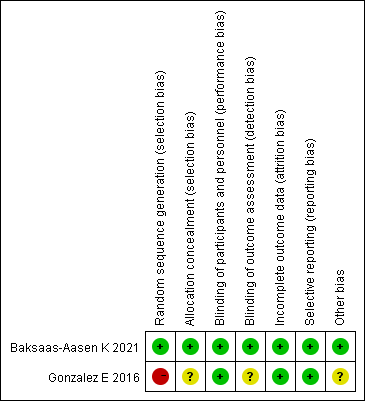 Random sequence generation (selection bias)
Allocation concealment (selection bias)
Blinding of participants and personnel (performance bias)
Blinding of outcome assessment (detection bias)
Incomplete outcome data (attrition bias)
Selective reporting (reporting bias)
Other bias
Baksaas-Aasen K 2021 + + + + + + +
Gonzalez E 2016 ? + ? + + ?